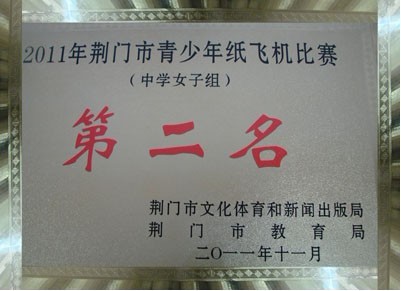 2011年荆门市青少年纸飞机比赛
（中学女子组）
第二名
荆门市文化体育和新闻出版局
荆门市教育局
二〇一一年十一月